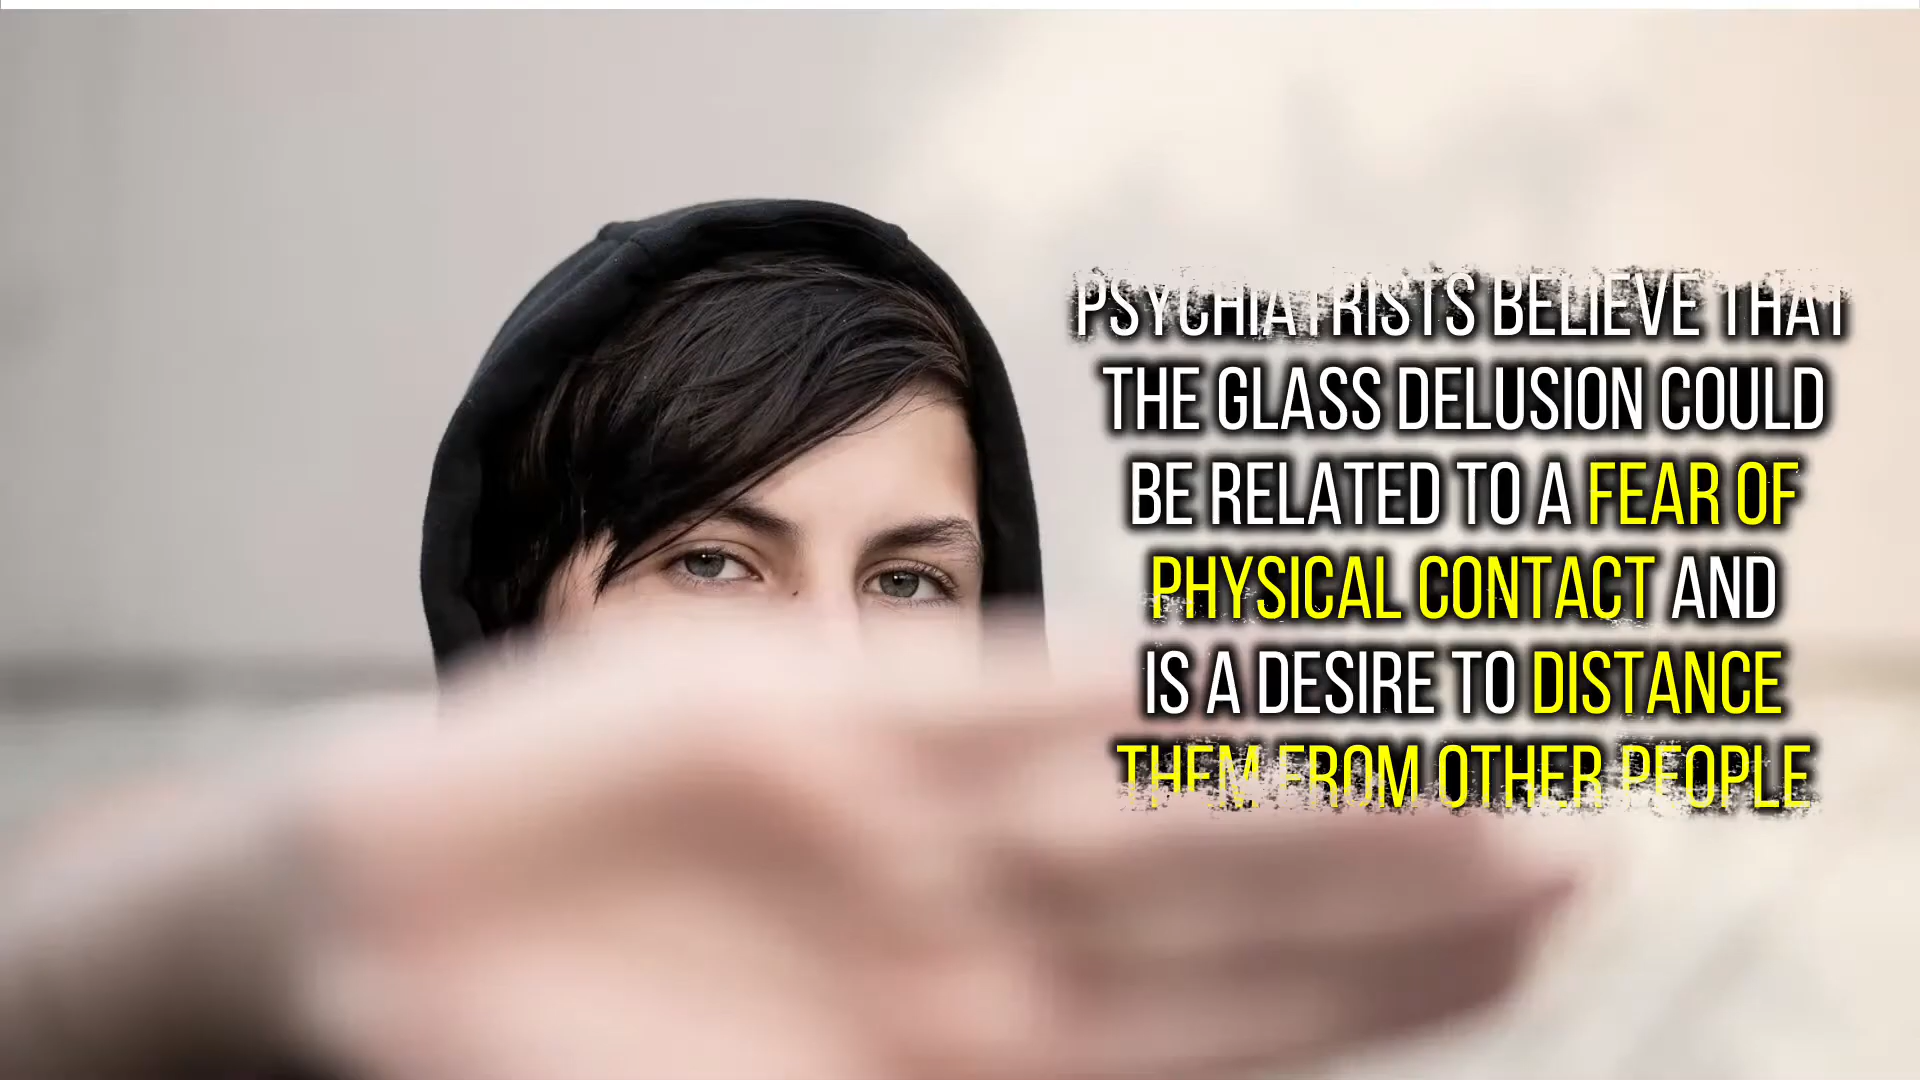 PSYCHIATRISTS BELIEVE THAT
THE GLASS DELUSION COULD
BE RELATED TO A FEAR OF
PHYSICAL CONTACT AND
IS A DESIRE TO DISTANCE
THEM FROM OTHER PEOPLE